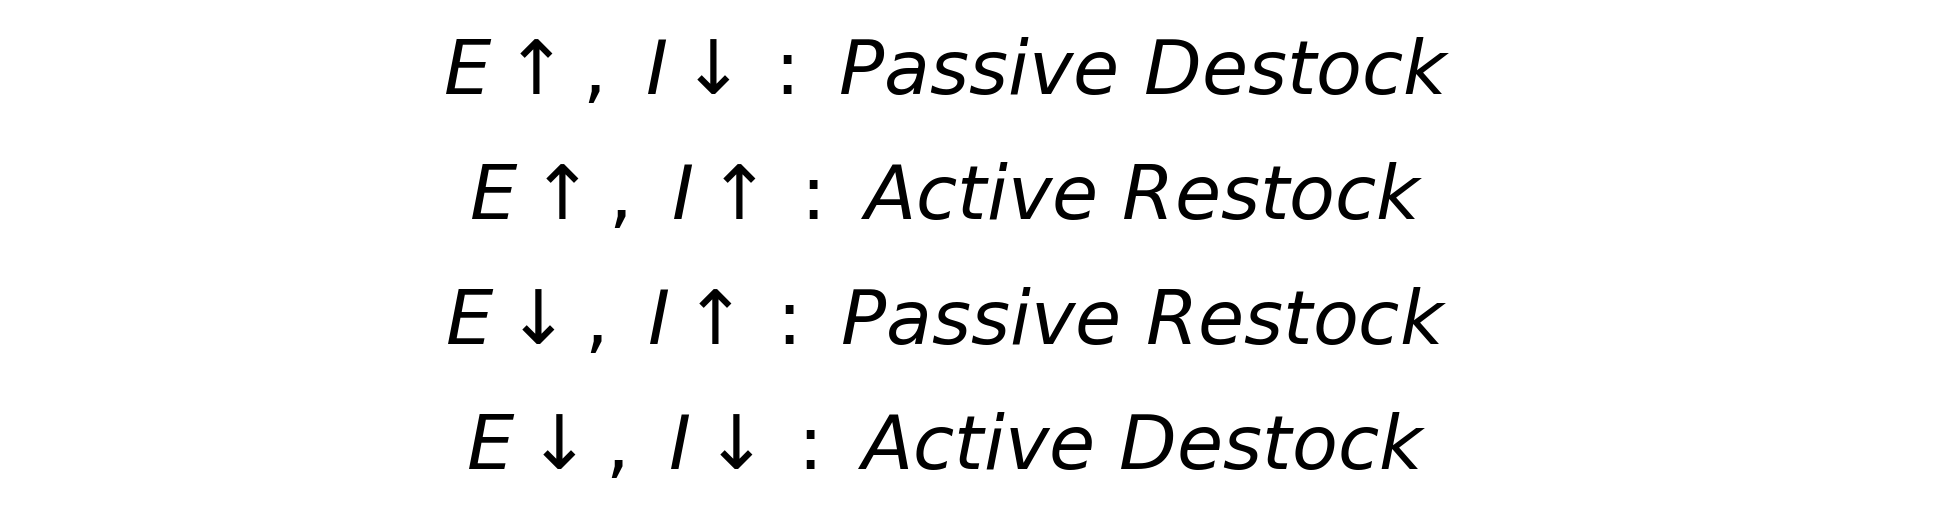 E ↑, I ↓ : Passive Destock
E ↑, I ↑ : Active Restock
E ↓, I ↑ : Passive Restock
E ↓, I ↓ : Active Destock